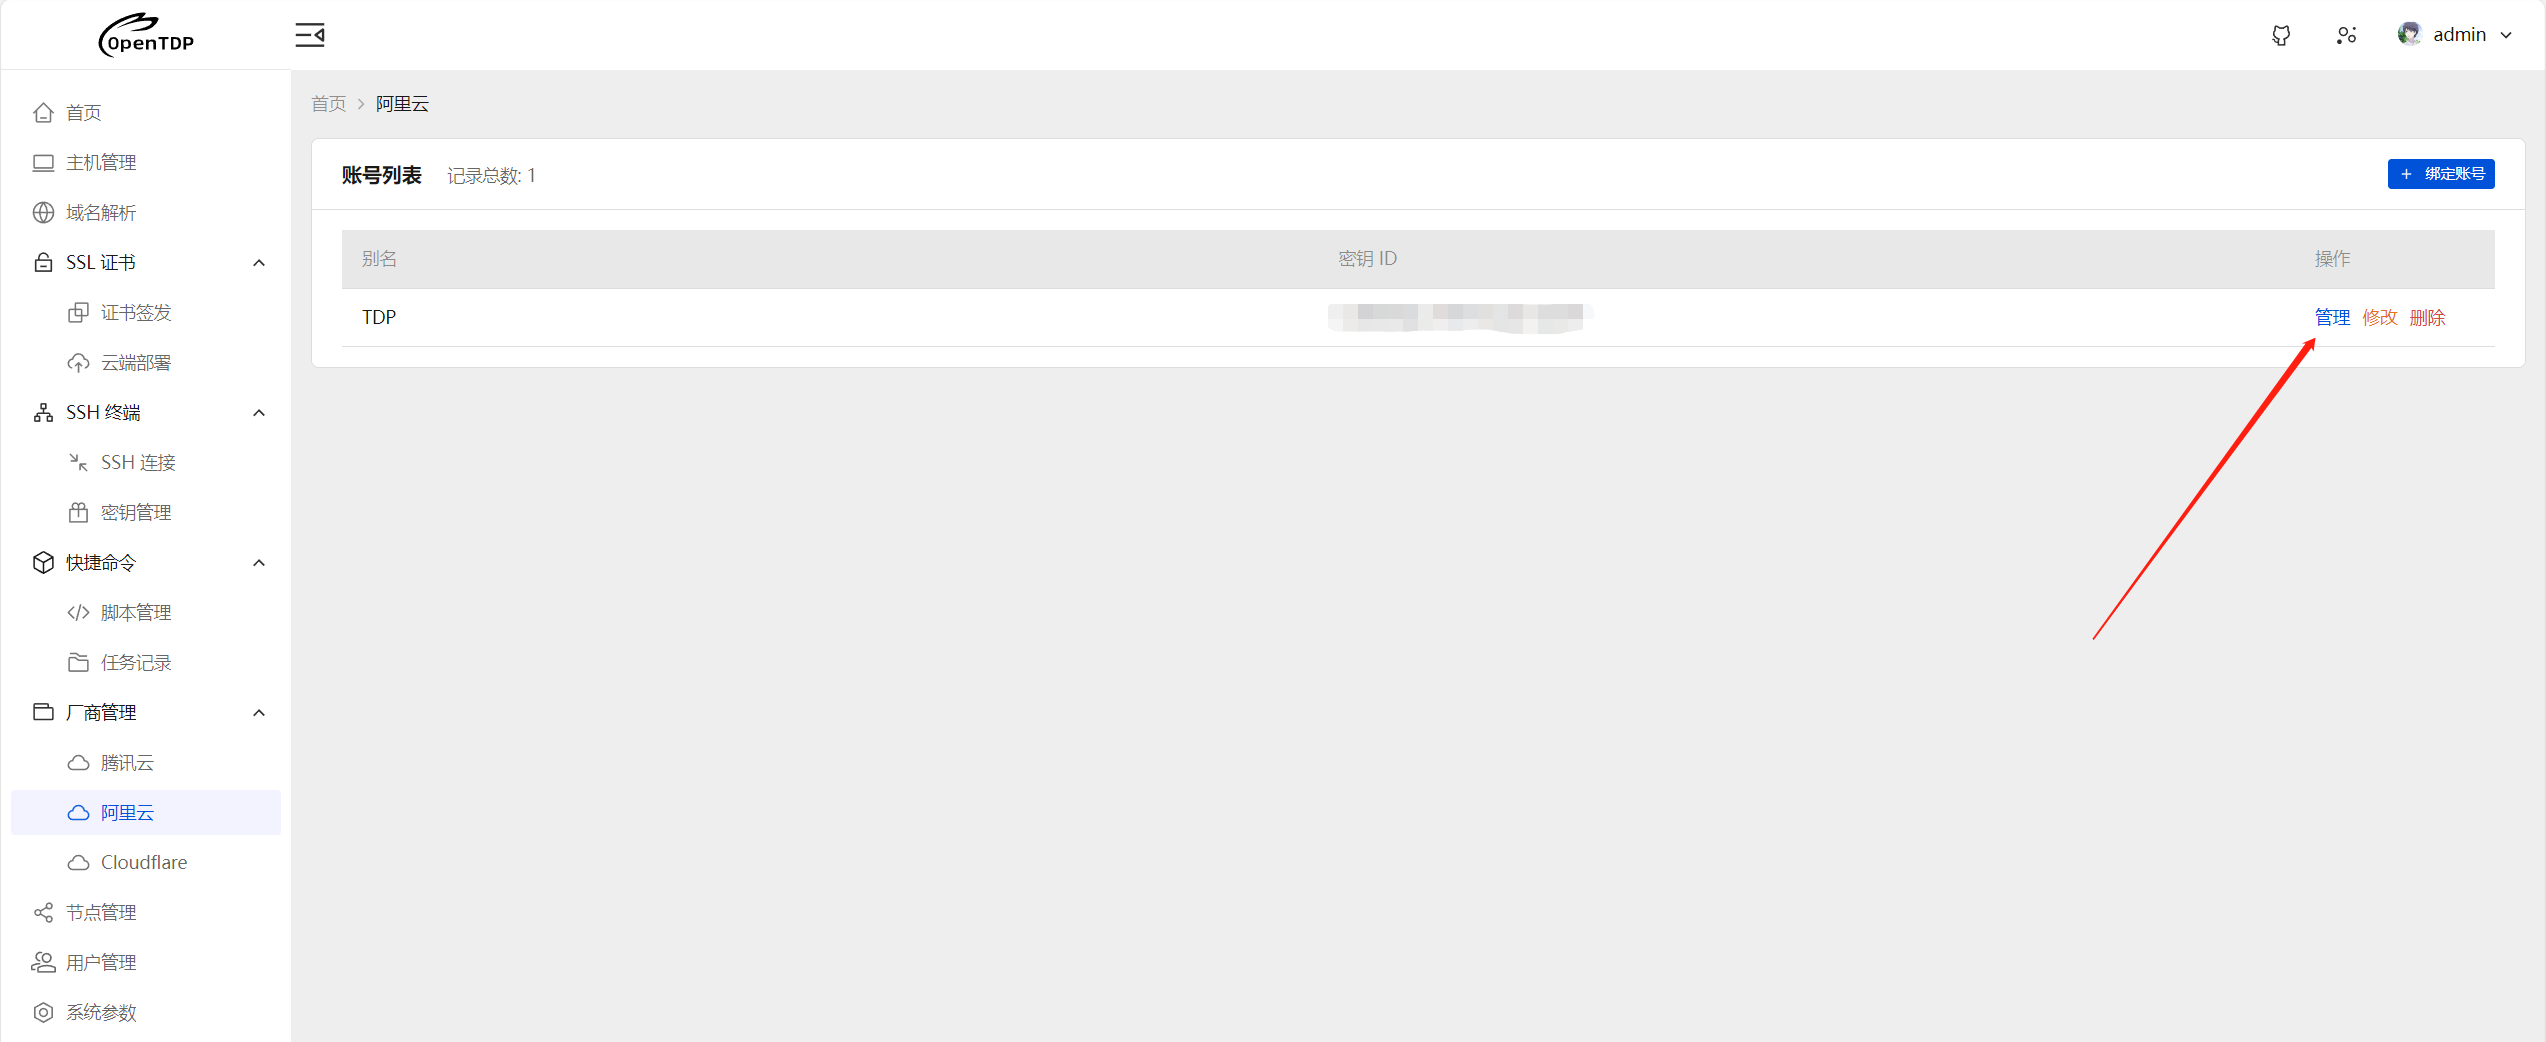 OpenTDP
admin
首页
主机管理
域名解析
SSL 证书
证书签发
云端部署
SSH 终端
SSH 连接
密钥管理
快捷命令
脚本管理
任务记录
厂商管理
腾讯云
阿里云
Cloudflare
节点管理
用户管理
系统参数
首页 > 阿里云
账号列表 记录总数: 1
+ 绑定账号
别名 密钥 ID 操作
TDP 管理 修改 删除